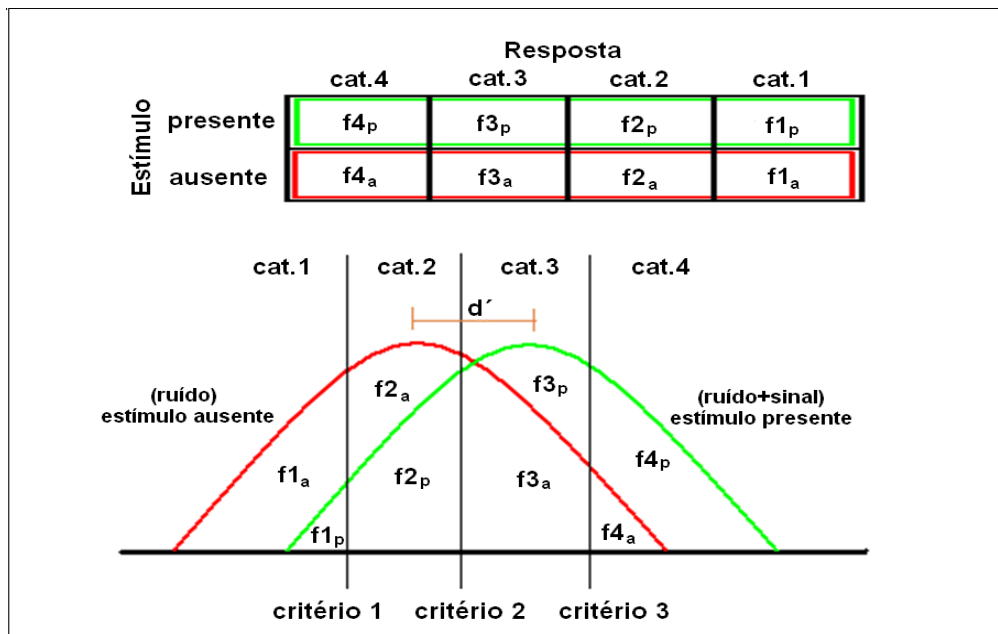 Resposta
cat.4 cat.3 cat.2 cat.1
Estímulo
presente f4p f3p f2p f1p
ausente f4a f3a f2a f1a
cat.1 cat.2 cat.3 cat.4
d´
(ruído)
estímulo ausente
f2a f3p
(ruído+sinal)
estímulo presente
f1a f2p f3a f4p
f1p f4a
critério 1 critério 2 critério 3